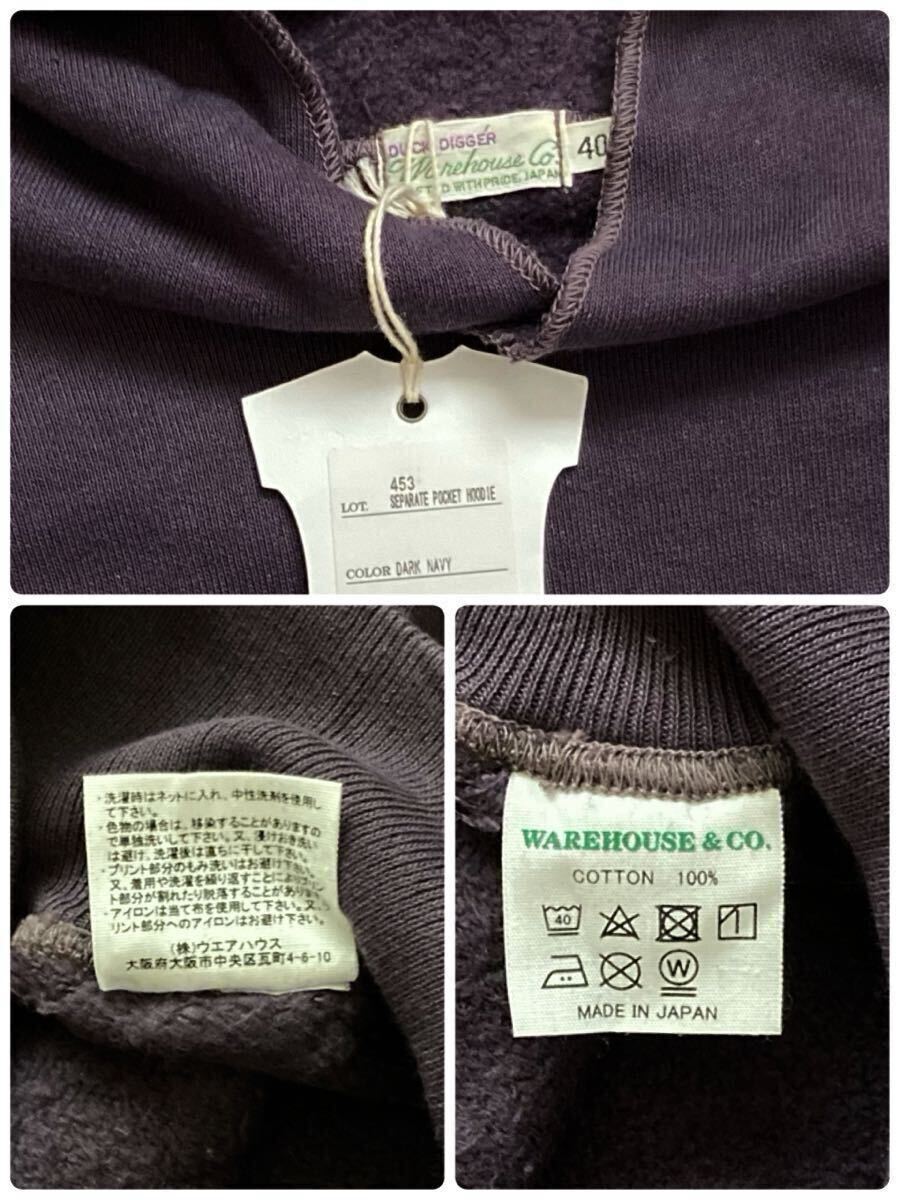 DUCK DIGGER
Warehouse Co.
WITH PRIDE, JAPAN
40
453
LOT. SEPARATE POCKET HOODIE
COLOR DARK NAVY
・洗濯時はネットに入れ、中性洗剤を使用し
て下さい。
・色物の場合は、移染することがありますの
で単独洗いして下さい。又、浸けおき洗い
は避け、洗濯後は直ちに干して下さい。
・プリント部分のもみ洗いはお避け下さい。
又、着用や洗濯を繰り返すことにより
ト部分が割れたり脱落することがあります。
・アイロンは当て布を使用して下さい。又、
リント部分へのアイロンはお避け下さい。
(株)ウエアハウス
大阪府大阪市中央区瓦町4-6-10
WAREHOUSE & CO.
COTTON 100%
40
W
MADE IN JAPAN